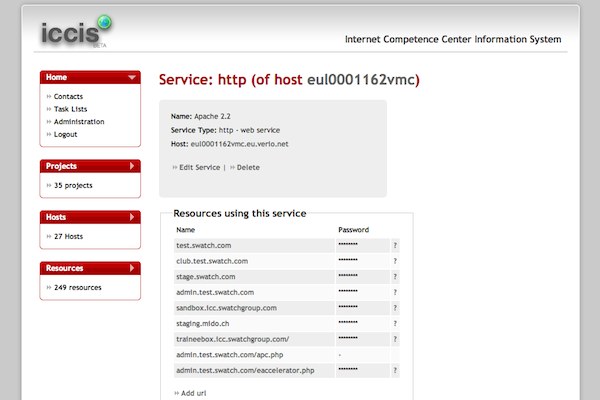 iccis
BETA
Internet Competence Center Information System
Home
Contacts
Task Lists
Administration
Logout
Projects
35 projects
Hosts
27 Hosts
Resources
249 resources
Service: http (of host eul0001162vmc)
Name: Apache 2.2
Service Type: http - web service
Host: eul0001162vmc.eu.verio.net
Edit Service | Delete
Resources using this service
Name Password
test.swatch.com ******** ?
club.test.swatch.com ******** ?
stage.swatch.com ******** ?
admin.test.swatch.com ******** ?
sandbox.icc.swatchgroup.com ******** ?
staging.mido.ch ******** ?
traineebox.icc.swatchgroup.com/ ******** ?
admin.test.swatch.com/apc.php -
admin.test.swatch.com/eaccelerator.php ******** ?
Add url